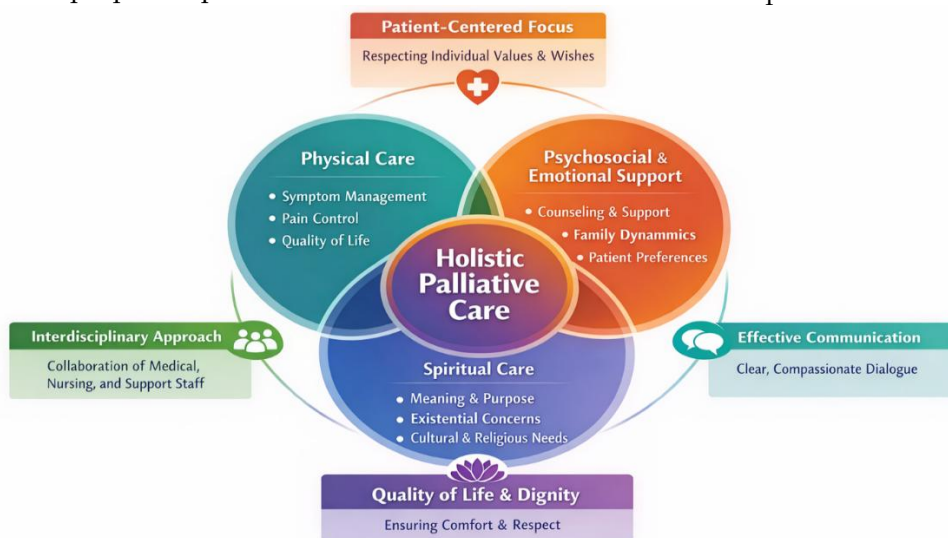 Patient-Centered Focus
Respecting Individual Values & Wishes
Physical Care
• Symptom Management
• Pain Control
• Quality of Life
Psychosocial &
Emotional Support
• Counseling & Support
• Family Dynammics
• Patient Preferences
Holistic
Palliative
Care
Interdisciplinary Approach
Collaboration of Medical,
Nursing, and Support Staff
Effective Communication
Clear, Compassionate Dialogue
Spiritual Care
• Meaning & Purpose
• Existential Concerns
• Cultural & Religious Needs
Quality of Life & Dignity
Ensuring Comfort & Respect